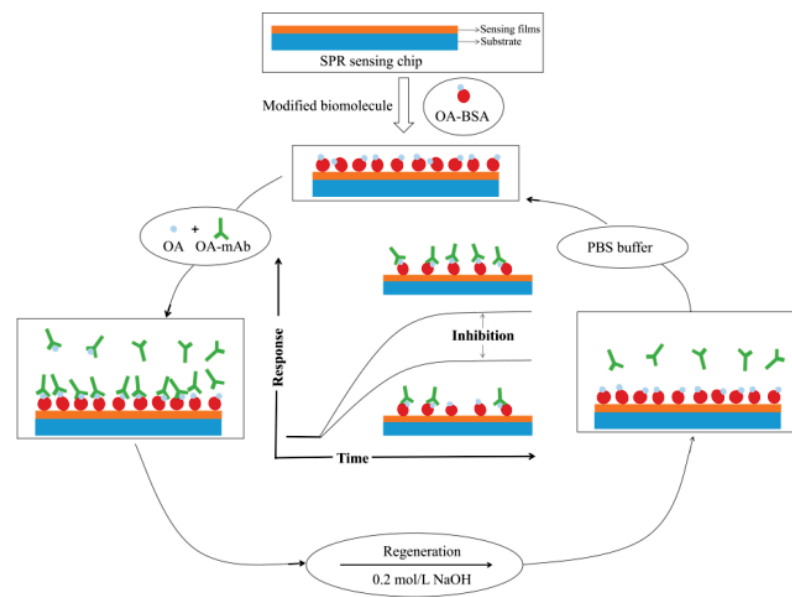 Sensing films
Substrate
SPR sensing chip
Modified biomolecule
OA-BSA
OA + OA-mAb
PBS buffer
Response
Inhibition
Time
Regeneration
0.2 mol/L NaOH